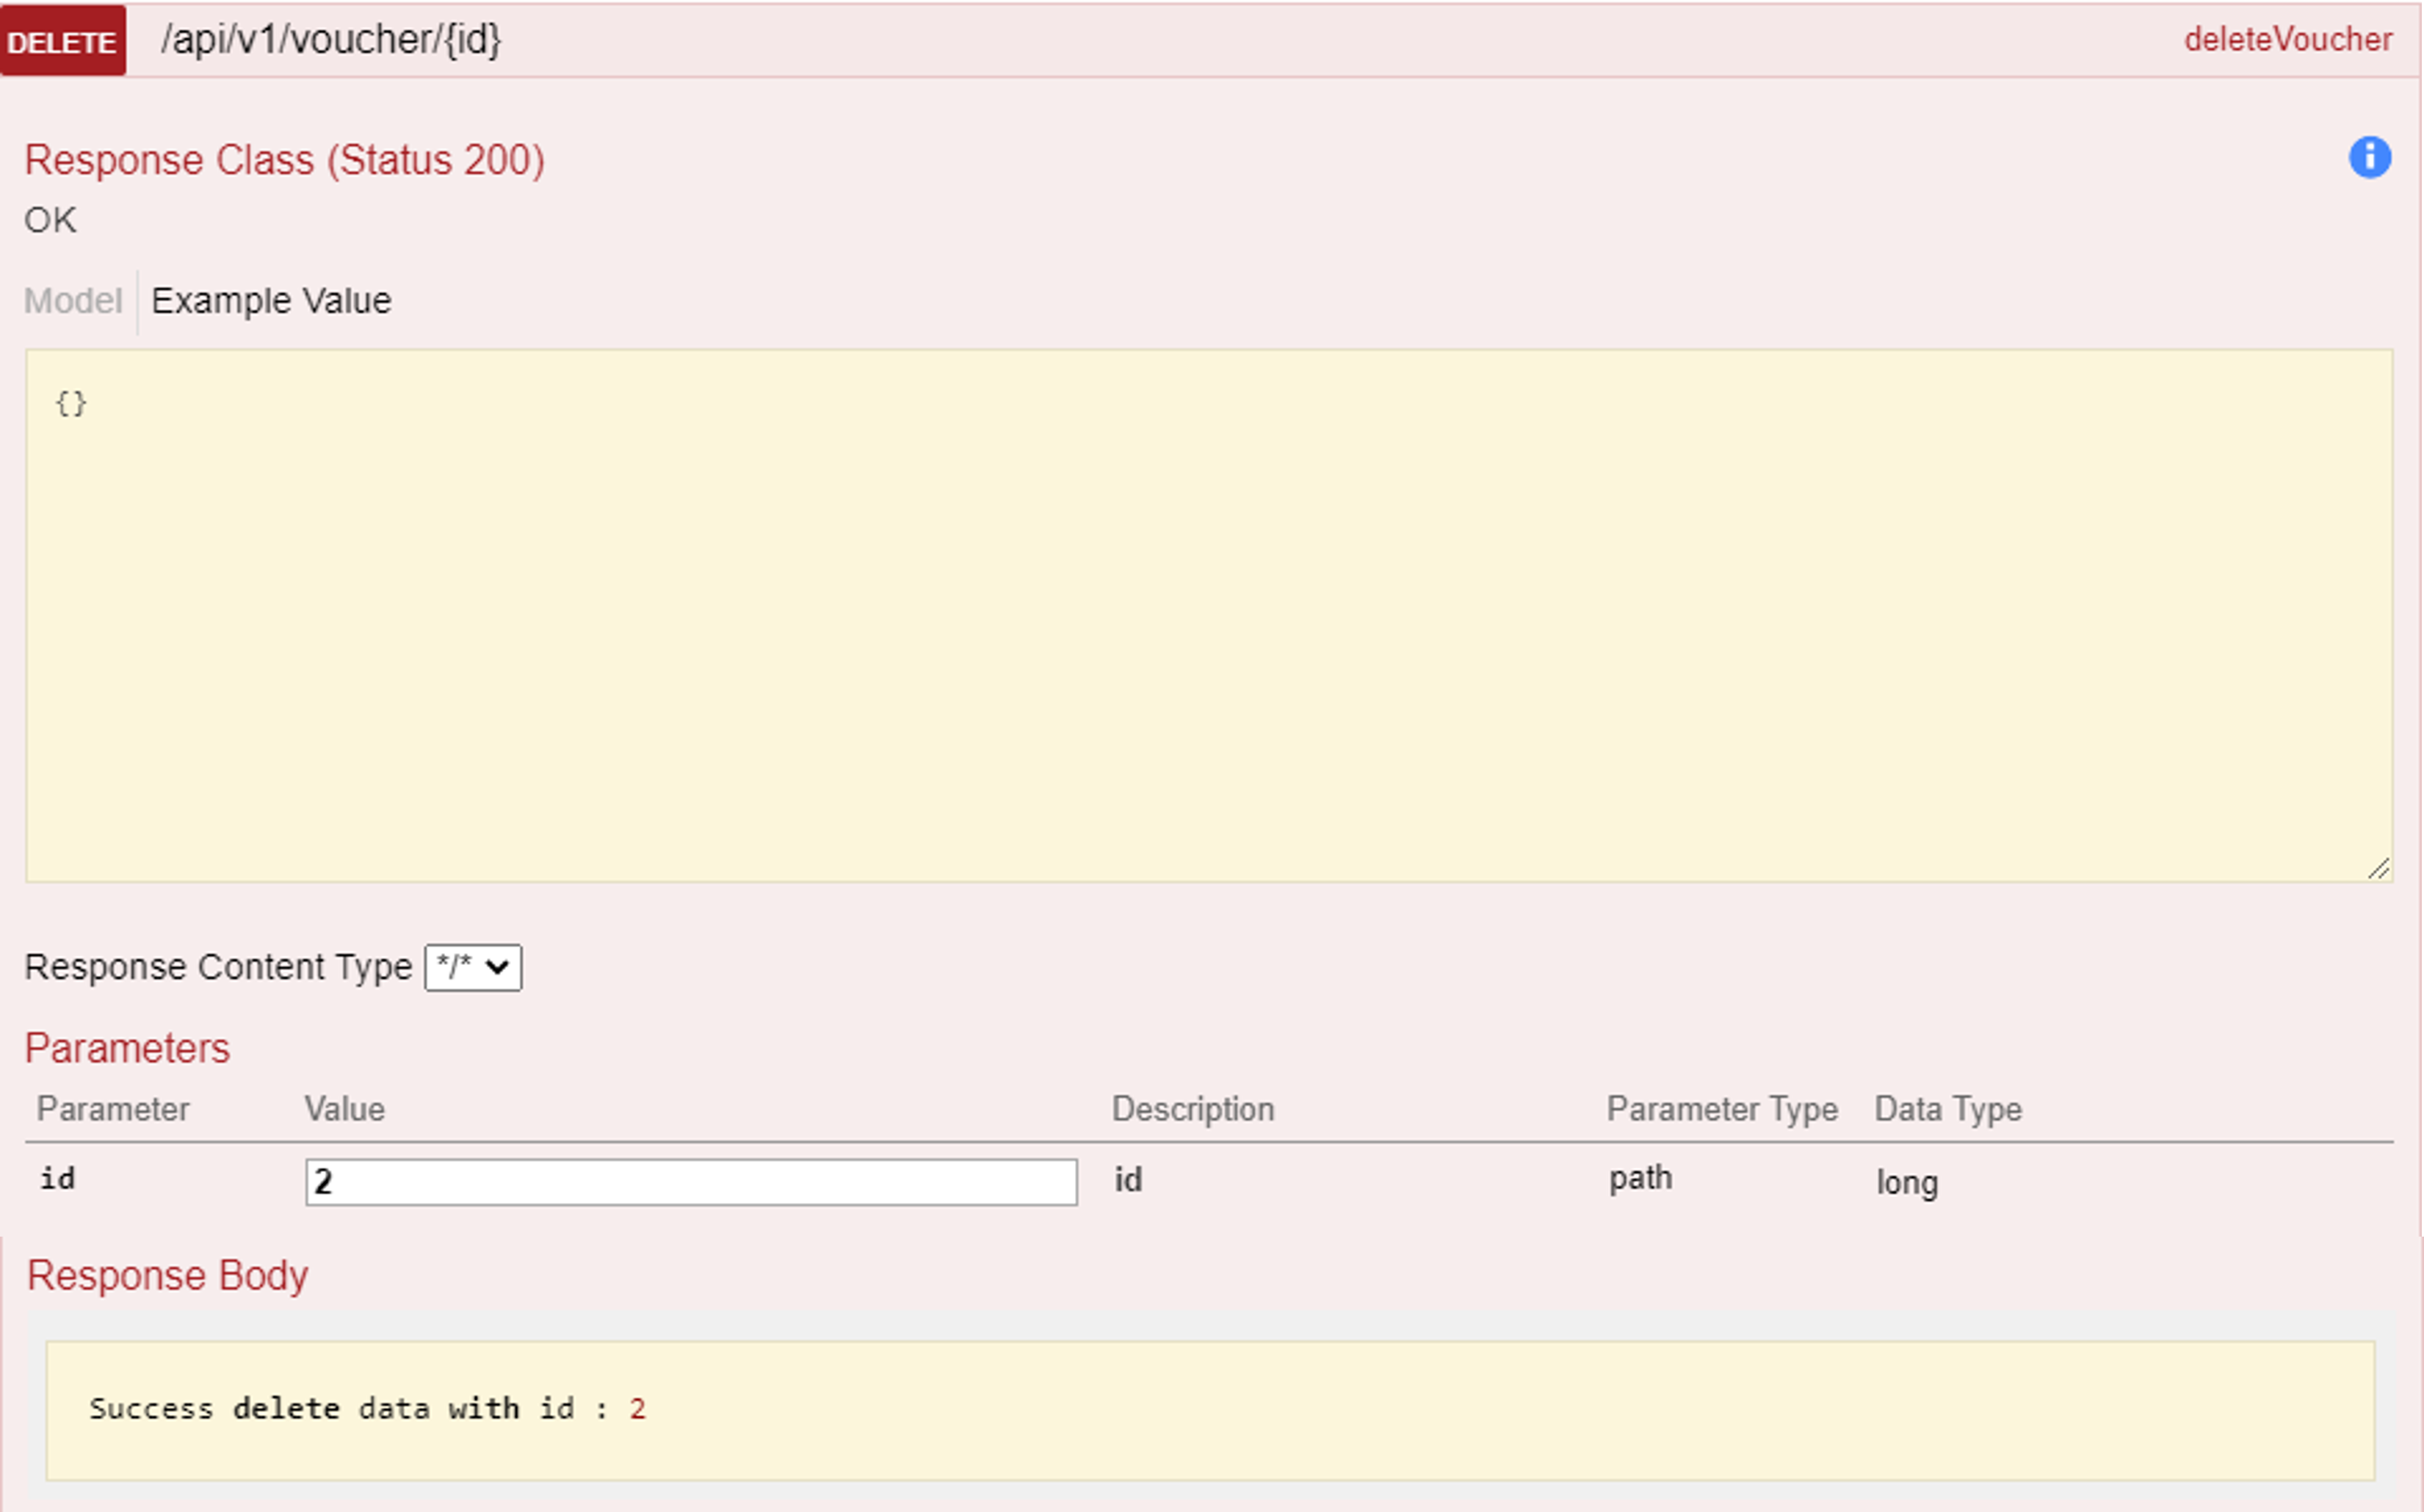 DELETE /api/v1/voucher/{id} deleteVoucher
Response Class (Status 200)
OK
Model Example Value
{}
Response Content Type */*
Parameters
Parameter Value Description Parameter Type Data Type
id 2 id path long
Response Body
Success delete data with id : 2